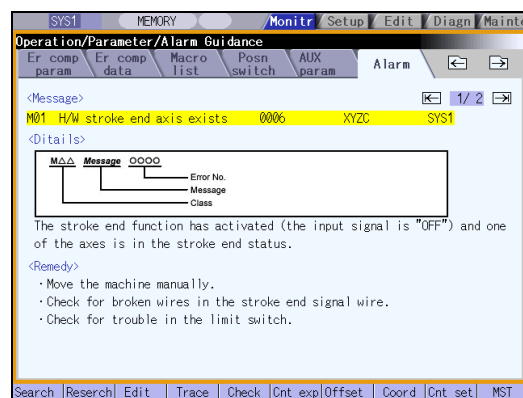 SYS1 MEMORY Monitr Setup Edit Diagn Mainte
Operation/Parameter/Alarm Guidance
Er comp param Er comp data Macro list Posn switch AUX param Alarm
<Message> 1/ 2
M01 H/W stroke end axis exists 0006 XYZC SYS1
<Ditails>
M△△ Message ○○○○
Error No.
Message
Class
The stroke end function has activated (the input signal is "OFF") and one
of the axes is in the stroke end status.
<Remedy>
・Move the machine manually.
・Check for broken wires in the stroke end signal wire.
・Check for trouble in the limit switch.
Search Reserch Edit Trace Check Cnt exp Offset Coord Cnt set MST